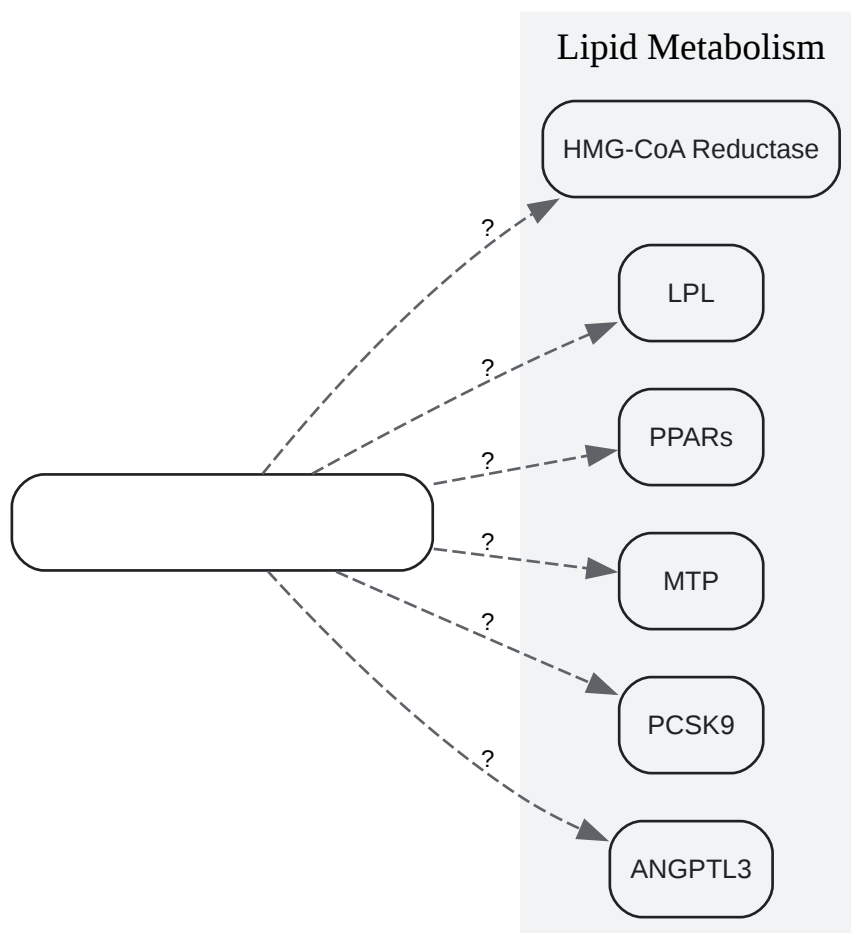 Lipid Metabolism
HMG-CoA Reductase
?
LPL
?
PPARs
?
?
MTP
?
PCSK9
?
ANGPTL3